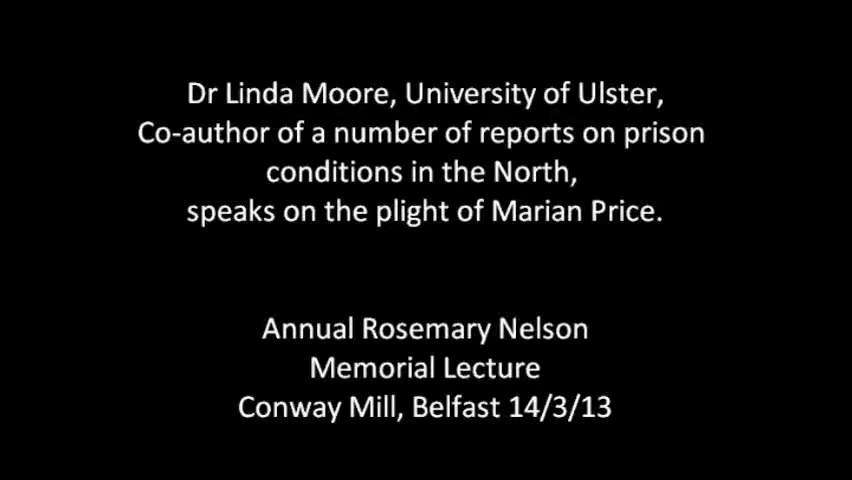 Dr Linda Moore, University of Ulster,
Co-author of a number of reports on prison
conditions in the North,
speaks on the plight of Marian Price.
Annual Rosemary Nelson
Memorial Lecture
Conway Mill, Belfast 14/3/13